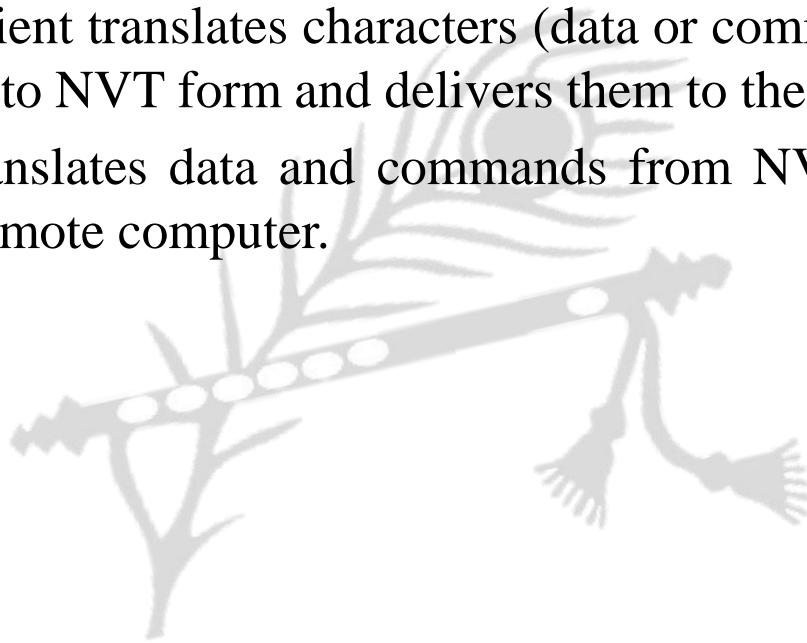 ient translates characters (data or com
to NVT form and delivers them to the
anslates data and commands from NV
mote computer.